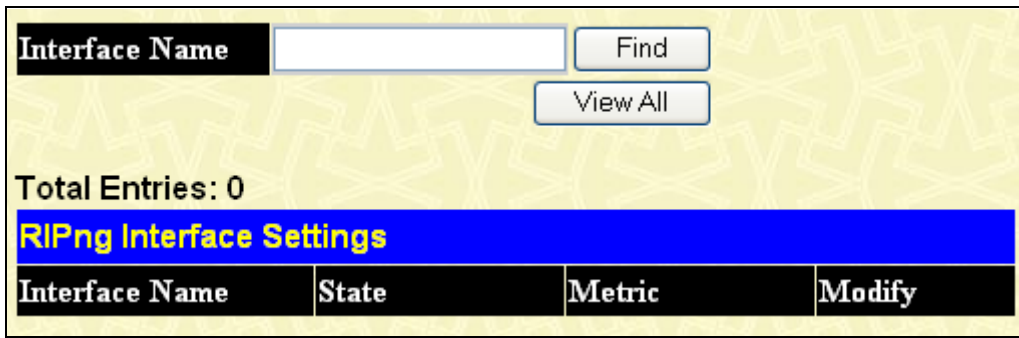 Interface Name Find
View All
Total Entries: 0
RIPng Interface Settings
Interface Name State Metric Modify